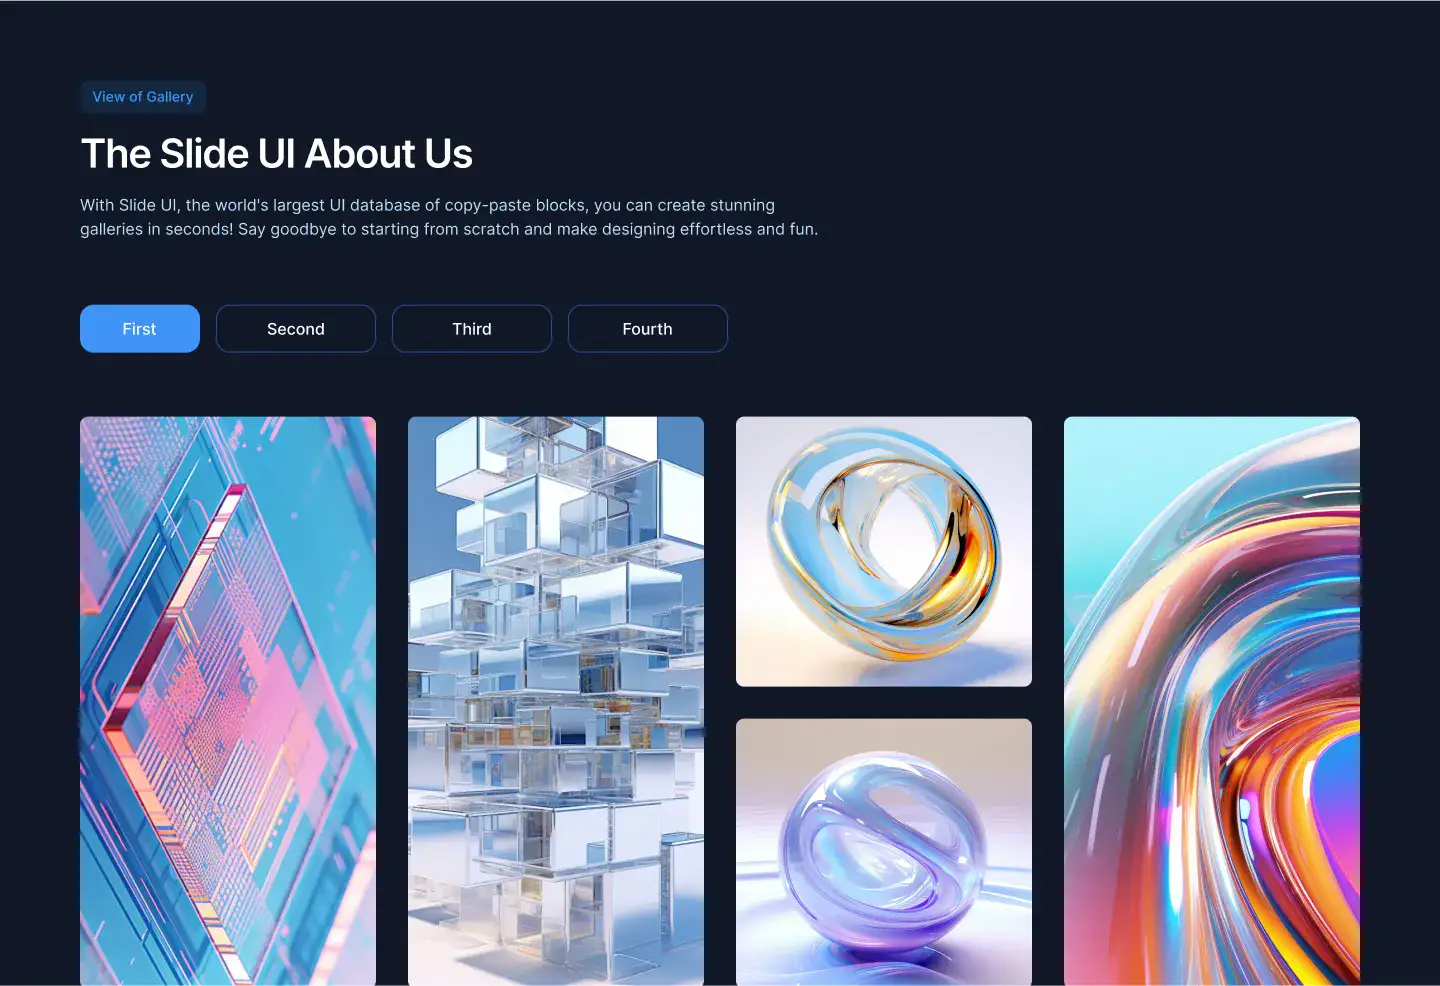 View of Gallery
The Slide UI About Us
With Slide UI, the world's largest UI database of copy-paste blocks, you can create stunning
galleries in seconds! Say goodbye to starting from scratch and make designing effortless and fun.
First
Second
Third
Fourth